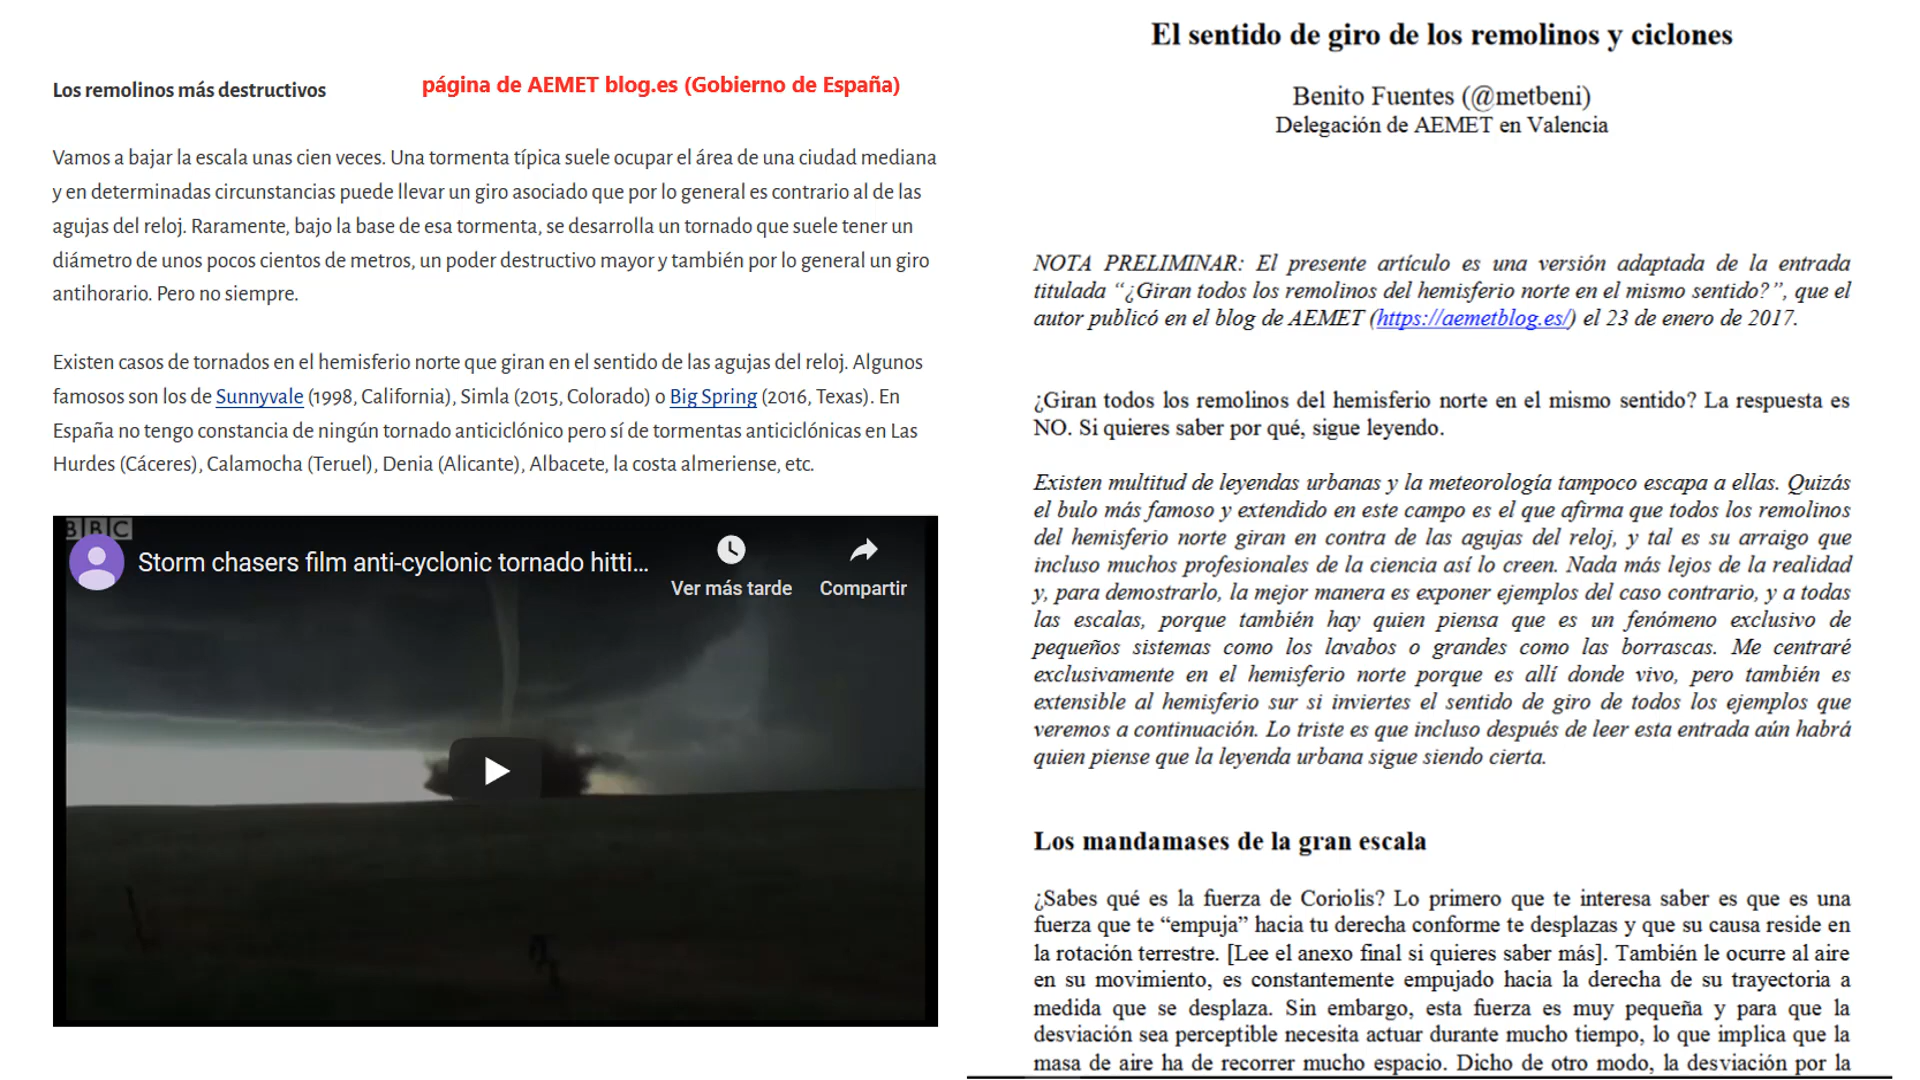 Los remolinos más destructivos
página de AEMET blog.es (Gobierno de España)
Vamos a bajar la escala unas cien veces. Una tormenta típica suele ocupar el área de una ciudad mediana
y en determinadas circunstancias puede llevar un giro asociado que por lo general es contrario al de las
agujas del reloj. Raramente, bajo la base de esa tormenta, se desarrolla un tornado que suele tener un
diámetro de unos pocos cientos de metros, un poder destructivo mayor y también por lo general un giro
antihorario. Pero no siempre.
Existen casos de tornados en el hemisferio norte que giran en el sentido de las agujas del reloj. Algunos
famosos son los de Sunnyvale (1998, California), Simla (2015, Colorado) o Big Spring (2016, Texas). En
España no tengo constancia de ningún tornado anticiclónico pero sí de tormentas anticiclónicas en Las
Hurdes (Cáceres), Calamocha (Teruel), Denia (Alicante), Albacete, la costa almeriense, etc.
BBC
Storm chasers film anti-cyclonic tornado hitti...
Ver más tarde
Compartir
El sentido de giro de los remolinos y ciclones
Benito Fuentes (@metbeni)
Delegación de AEMET en Valencia
NOTA PRELIMINAR: El presente artículo es una versión adaptada de la entrada
titulada “¿Giran todos los remolinos del hemisferio norte en el mismo sentido?”, que el
autor publicó en el blog de AEMET (https://aemetblog.es/) el 23 de enero de 2017.
¿Giran todos los remolinos del hemisferio norte en el mismo sentido? La respuesta es
NO. Si quieres saber por qué, sigue leyendo.
Existen multitud de leyendas urbanas y la meteorología tampoco escapa a ellas. Quizás
el bulo más famoso y extendido en este campo es el que afirma que todos los remolinos
del hemisferio norte giran en contra de las agujas del reloj, y tal es su arraigo que
incluso muchos profesionales de la ciencia así lo creen. Nada más lejos de la realidad
y, para demostrarlo, la mejor manera es exponer ejemplos del caso contrario, y a todas
las escalas, porque también hay quien piensa que es un fenómeno exclusivo de
pequeños sistemas como los lavabos o grandes como las borrascas. Me centraré
exclusivamente en el hemisferio norte porque es allí donde vivo, pero también es
extensible al hemisferio sur si inviertes el sentido de giro de todos los ejemplos que
veremos a continuación. Lo triste es que incluso después de leer esta entrada aún habrá
quien piense que la leyenda urbana sigue siendo cierta.
Los mandamases de la gran escala
¿Sabes qué es la fuerza de Coriolis? Lo primero que te interesa saber es que es una
fuerza que te “empuja” hacia tu derecha conforme te desplazas y que su causa reside en
la rotación terrestre. [Lee el anexo final si quieres saber más]. También le ocurre al aire
en su movimiento, es constantemente empujado hacia la derecha de su trayectoria a
medida que se desplaza. Sin embargo, esta fuerza es muy pequeña y para que la
desviación sea perceptible necesita actuar durante mucho tiempo, lo que implica que la
masa de aire ha de recorrer mucho espacio. Dicho de otro modo, la desviación por la